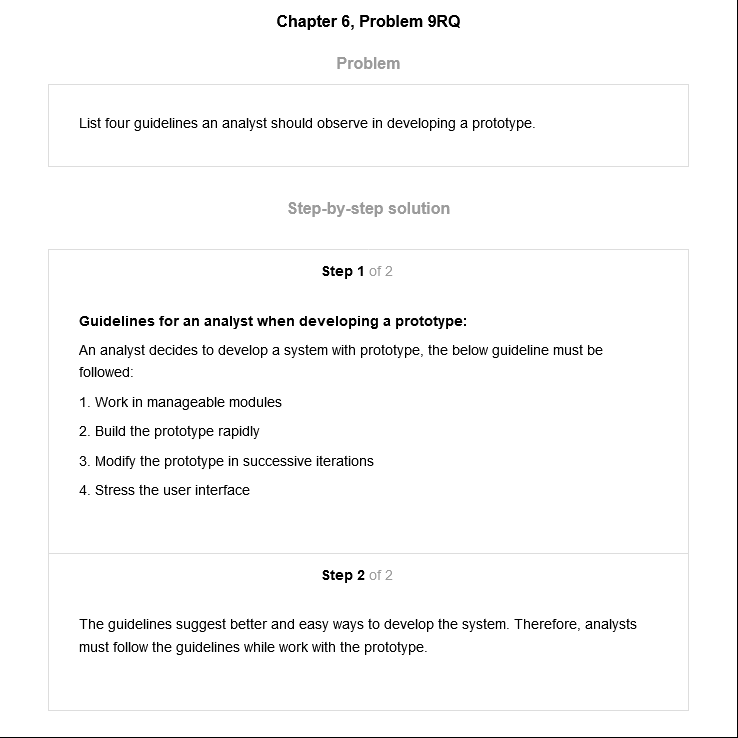 Chapter 6, Problem 9RQ
Problem
List four guidelines an analyst should observe in developing a prototype.
Step-by-step solution
Step 1 of 2
Guidelines for an analyst when developing a prototype:
An analyst decides to develop a system with prototype, the below guideline must be
followed:
1. Work in manageable modules
2. Build the prototype rapidly
3. Modify the prototype in successive iterations
4. Stress the user interface
Step 2 of 2
The guidelines suggest better and easy ways to develop the system. Therefore, analysts
must follow the guidelines while work with the prototype.